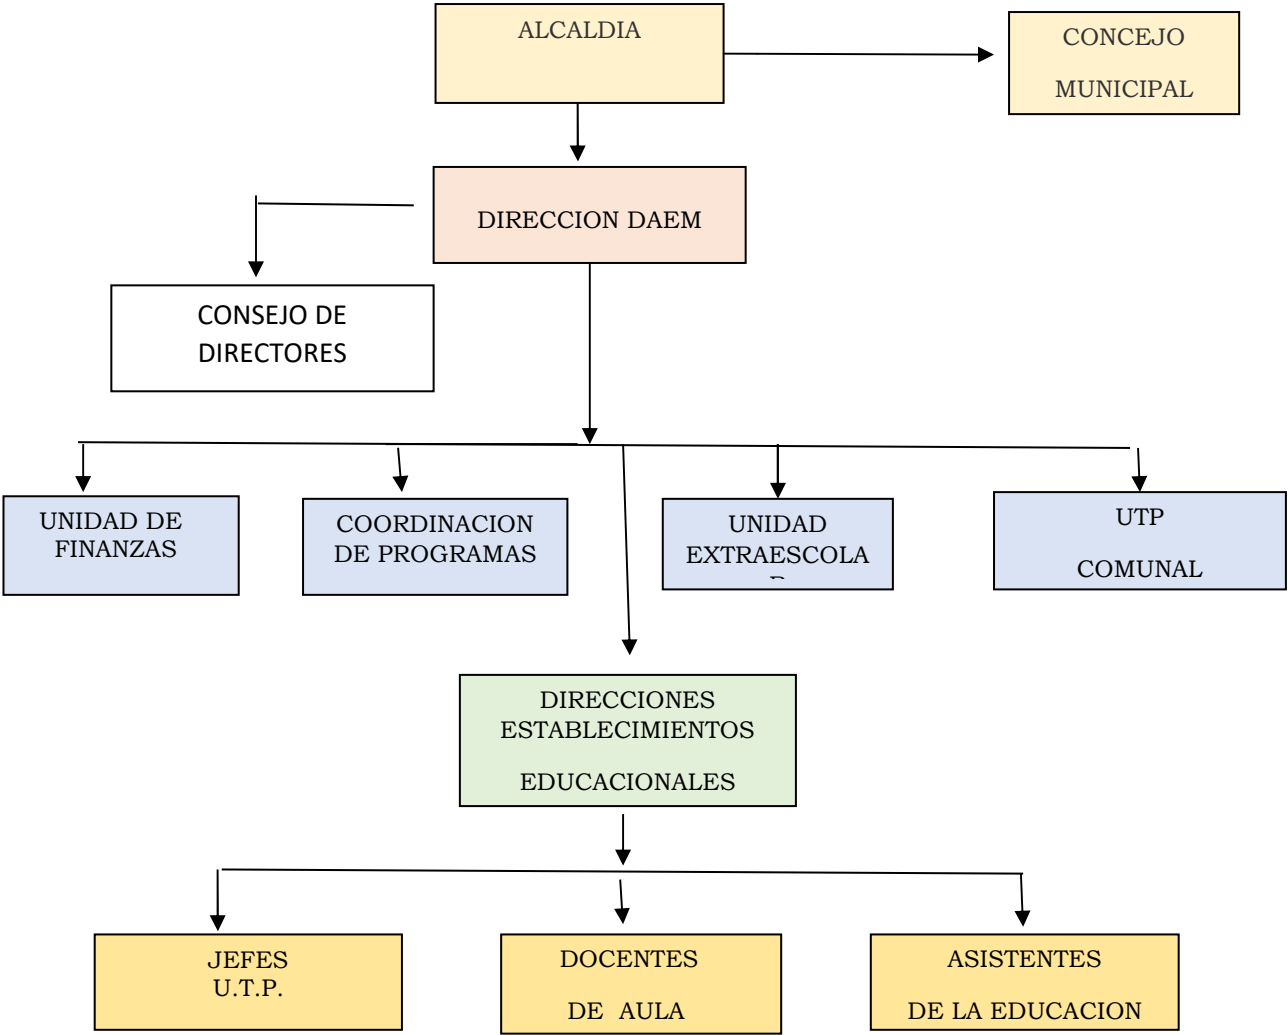 ALCALDIA
CONCEJO
MUNICIPAL
DIRECCION DAEM
CONSEJO DE
DIRECTORES
UNIDAD DE
FINANZAS
COORDINACION
DE PROGRAMAS
UNIDAD
EXTRAESCOLA
UTP
COMUNAL
DIRECCIONES
ESTABLECIMIENTOS
EDUCACIONALES
JEFES
U.T.P.
DOCENTES
DE AULA
ASISTENTES
DE LA EDUCACION